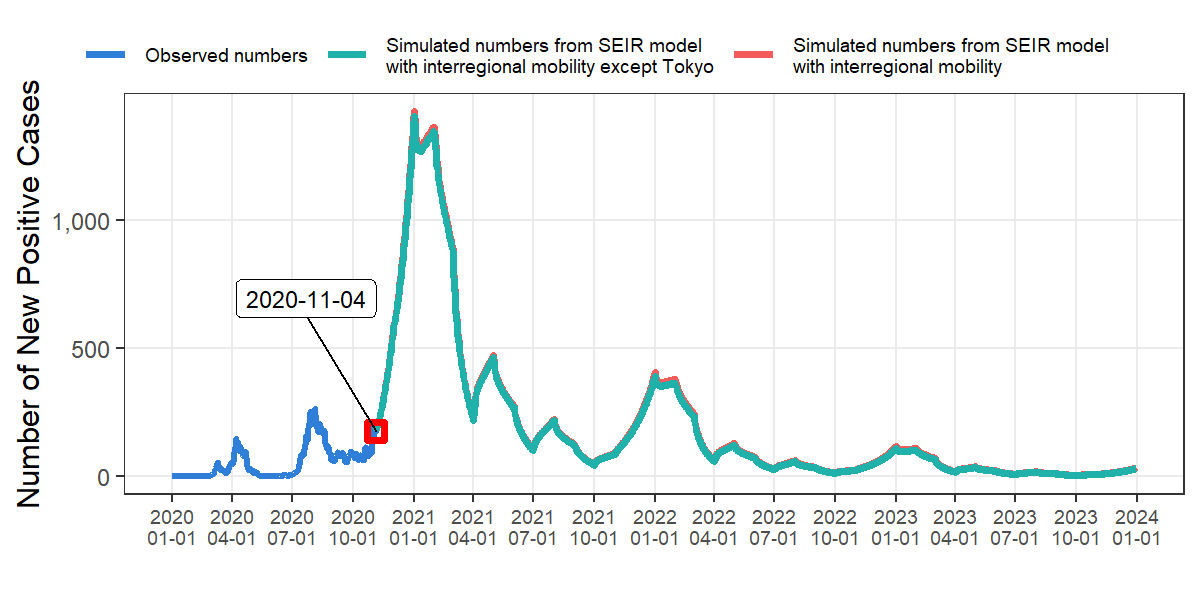 Observed numbers
Simulated numbers from SEIR model
with interregional mobility except Tokyo
Simulated numbers from SEIR model
with interregional mobility
Number of New Positive Cases
1,000
500
0
2020-11-04
2020 2020 2020 2020 2021 2021 2021 2021 2022 2022 2022 2022 2023 2023 2023 2023 2024
01-01 04-01 07-01 10-01 01-01 04-01 07-01 10-01 01-01 04-01 07-01 10-01 01-01 04-01 07-01 10-01 01-01